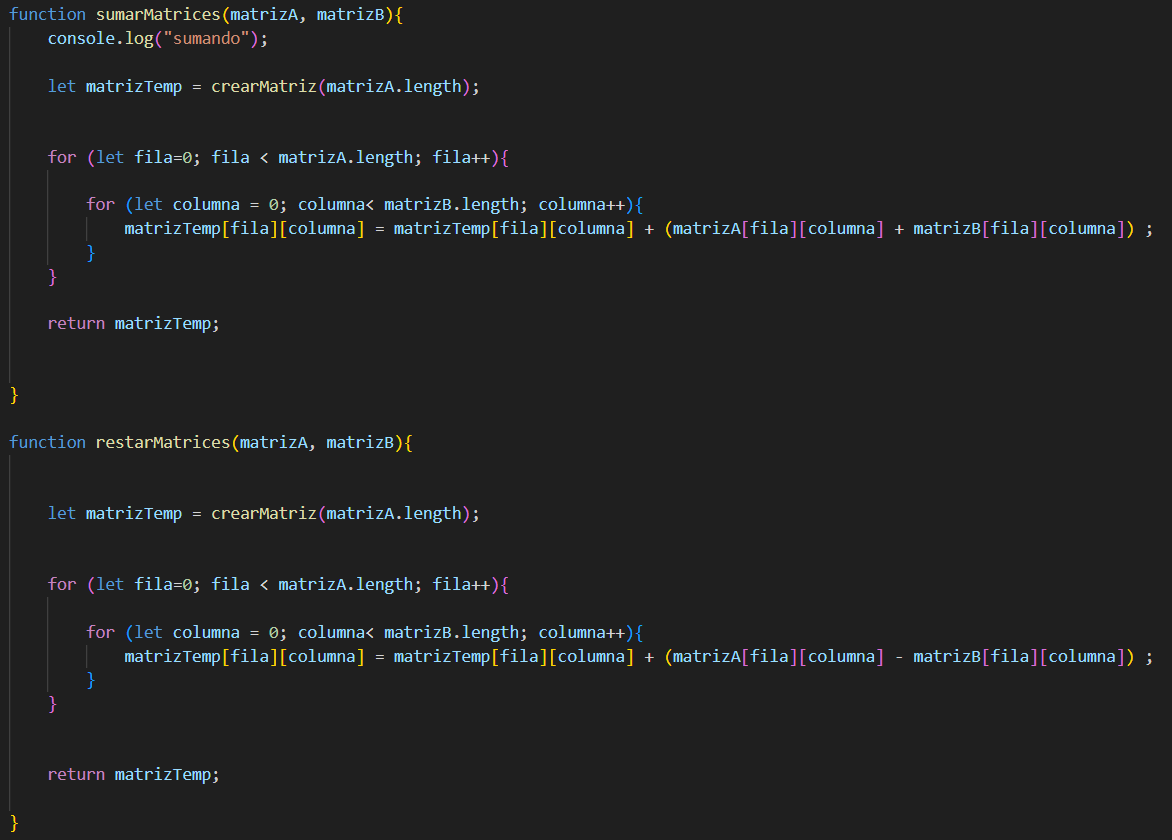 function sumarMatrices(matrizA, matrizB){
    console.log("sumando");
    let matrizTemp = crearMatriz(matrizA.length);
    for (let fila=0; fila < matrizA.length; fila++){
        for (let columna = 0; columna< matrizB.length; columna++){
            matrizTemp[fila][columna] = matrizTemp[fila][columna] + (matrizA[fila][columna] + matrizB[fila][columna]) ;
        }
    }
    return matrizTemp;
}
function restarMatrices(matrizA, matrizB){
    let matrizTemp = crearMatriz(matrizA.length);
    for (let fila=0; fila < matrizA.length; fila++){
        for (let columna = 0; columna< matrizB.length; columna++){
            matrizTemp[fila][columna] = matrizTemp[fila][columna] + (matrizA[fila][columna] - matrizB[fila][columna]) ;
        }
    }
    return matrizTemp;
}